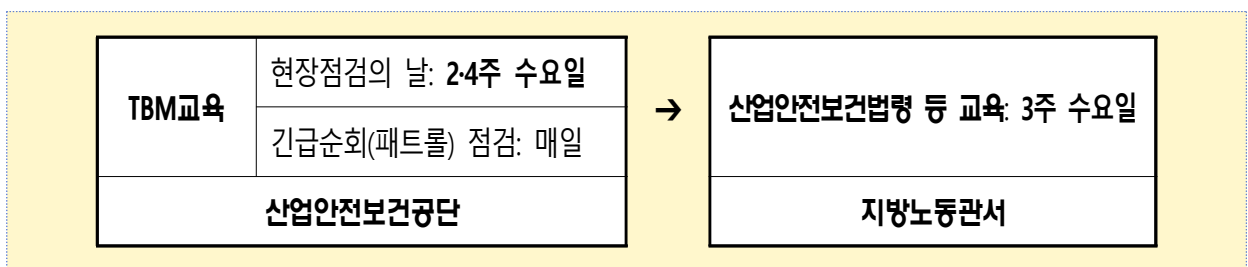 TBM교육
현장점검의 날: 2·4주 수요일
긴급순회(패트롤) 점검: 매일
산업안전보건공단
→
산업안전보건법령 등 교육: 3주 수요일
지방노동관서